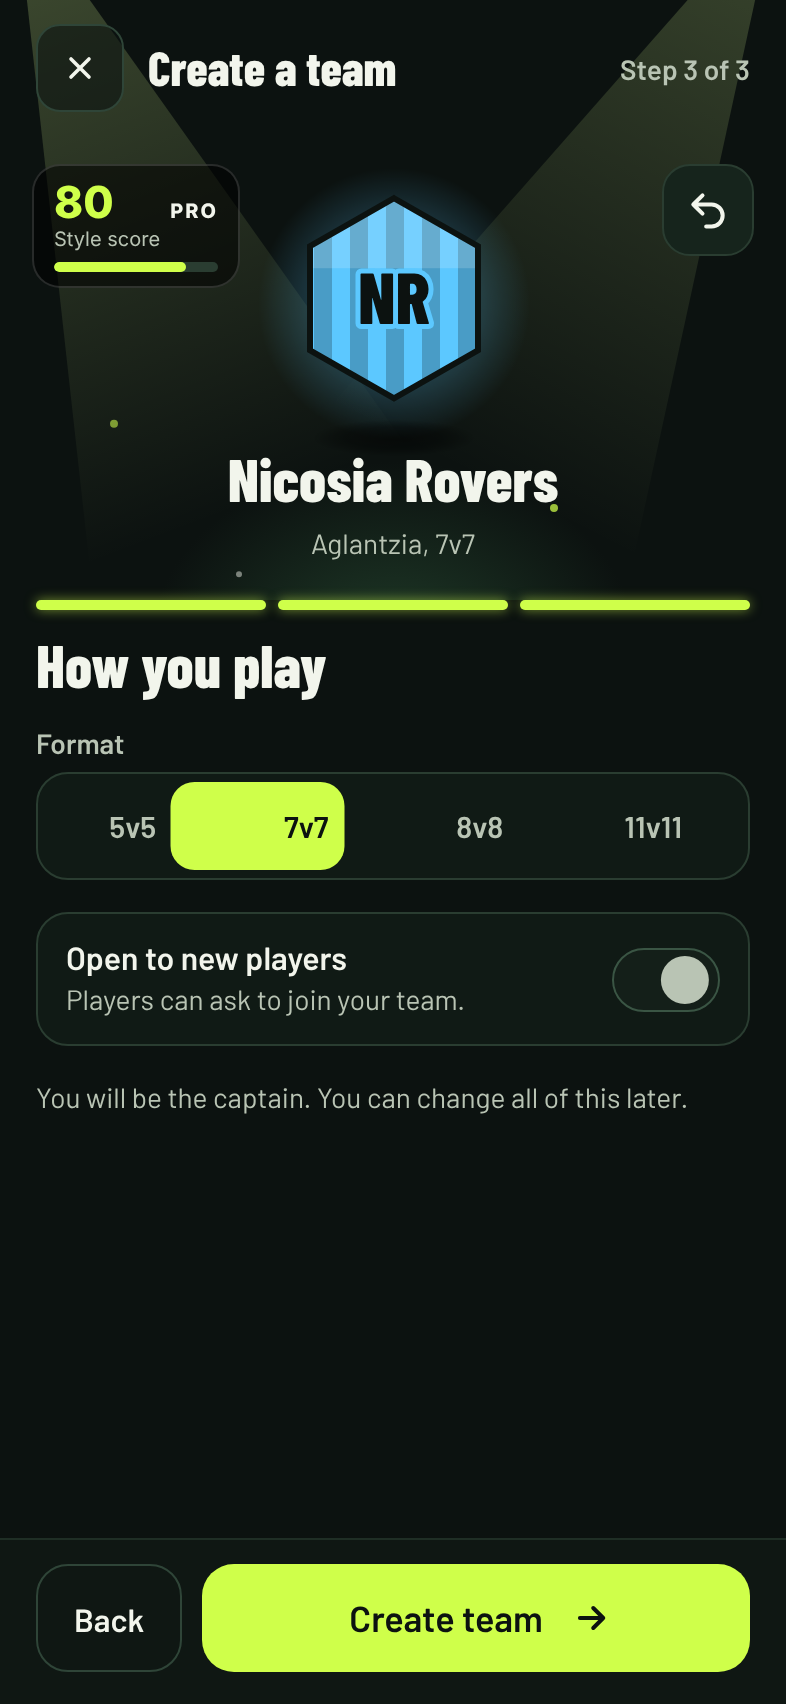 Create a team
Step 3 of 3
80 PRO
Style score
NR
Nicosia Rovers
Aglantzia, 7v7
How you play
Format
5v5 7v7 8v8 11v11
Open to new players
Players can ask to join your team.
You will be the captain. You can change all of this later.
Back
Create team